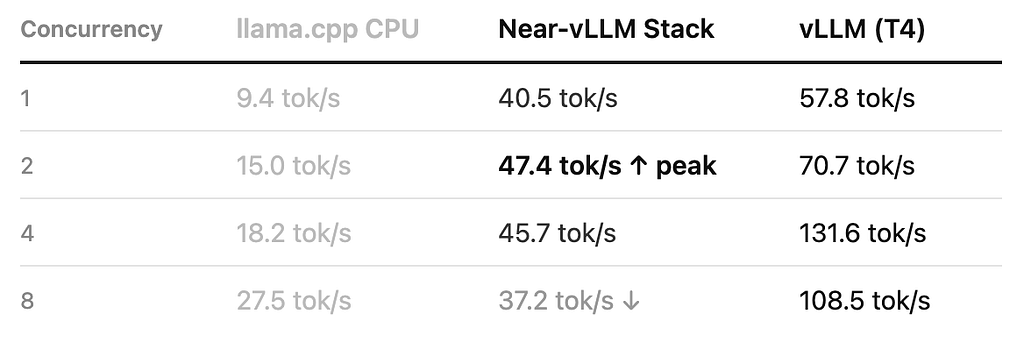 Concurrency llama.cpp CPU Near-vLLM Stack vLLM (T4)
1 9.4 tok/s 40.5 tok/s 57.8 tok/s
2 15.0 tok/s 47.4 tok/s ↑ peak 70.7 tok/s
4 18.2 tok/s 45.7 tok/s 131.6 tok/s
8 27.5 tok/s 37.2 tok/s ↓ 108.5 tok/s